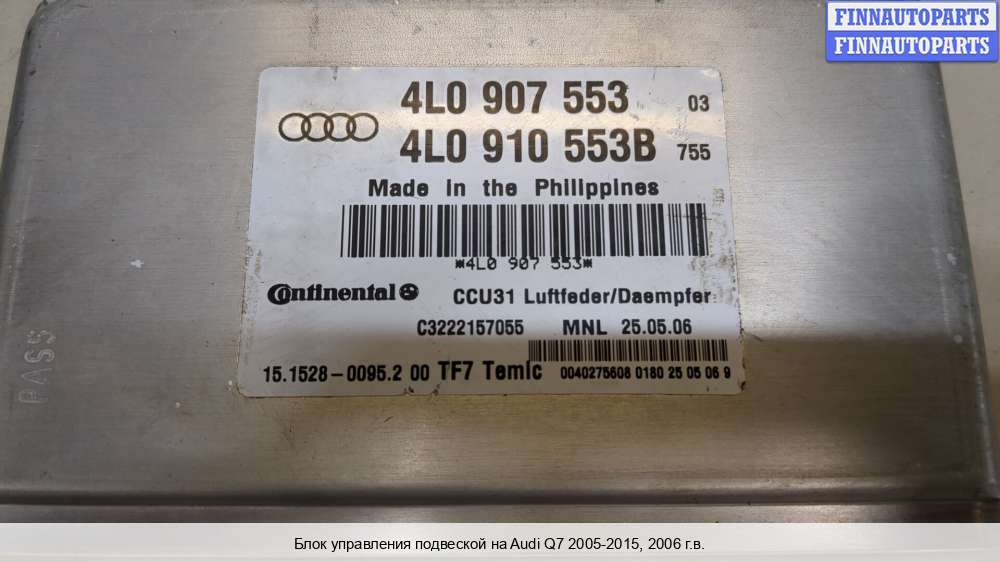 FINNAUTOPARTS
FINNAUTOPARTS
4L0 907 553 03
4L0 910 553B 755
Made in the Philippines
*4L0 907 553*
Continental CCU31 Luftfeder/Daempfer
C3222157055 MNL 25.05.06
15.1528-0095.2 00 TF7 Temic 0040275608 0180 25 05 06 9
PASS
Блок управления подвеской на Audi Q7 2005-2015, 2006 г.в.